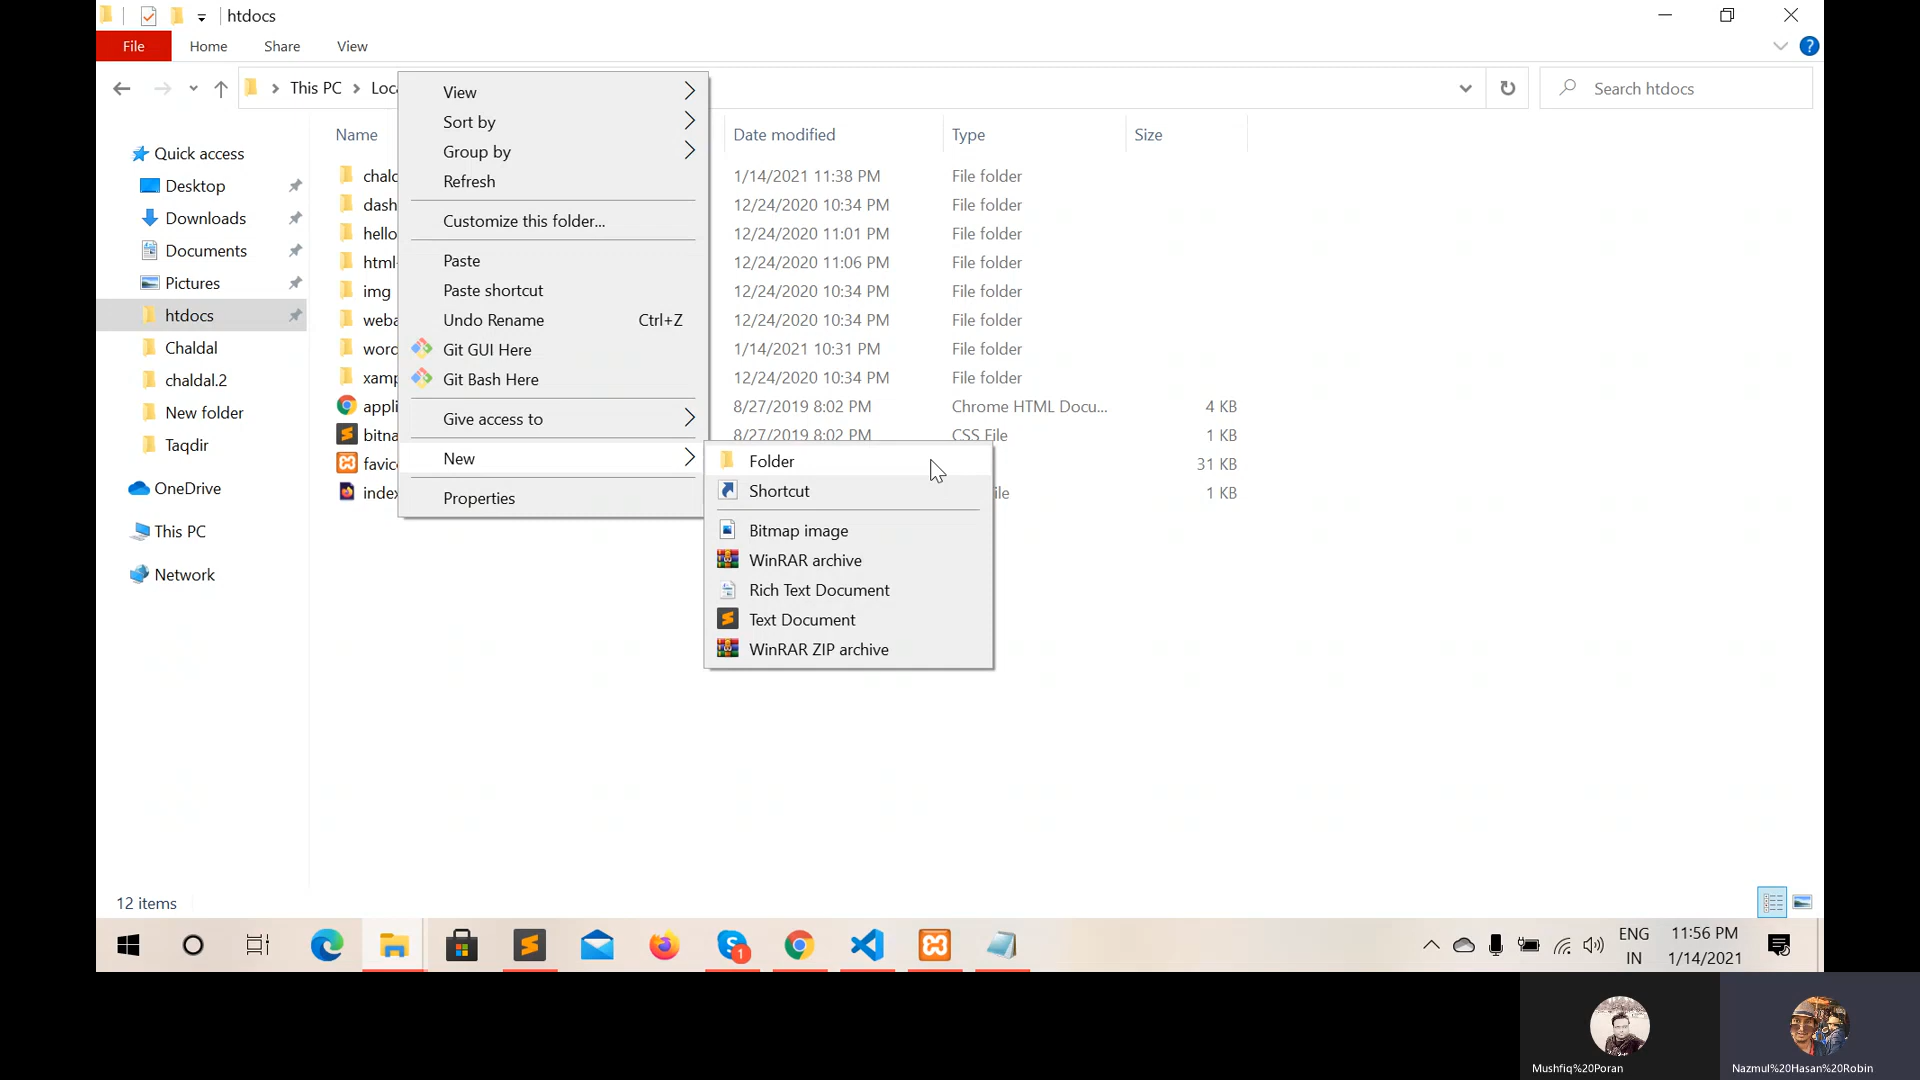 htdocs
File Home Share View
This PC Loca Search htdocs
View
Sort by
Group by
Refresh
Customize this folder...
Paste
Paste shortcut
Undo Rename Ctrl+Z
Git GUI Here
Git Bash Here
Give access to
New
Properties
Folder
Shortcut
Bitmap image
WinRAR archive
Rich Text Document
Text Document
WinRAR ZIP archive
Quick access
Desktop
Downloads
Documents
Pictures
htdocs
Chaldal
chaldal.2
New folder
Taqdir
OneDrive
This PC
Network
Name Date modified Type Size
chald 1/14/2021 11:38 PM File folder
dash 12/24/2020 10:34 PM File folder
hello 12/24/2020 11:01 PM File folder
html- 12/24/2020 11:06 PM File folder
img 12/24/2020 10:34 PM File folder
weba 12/24/2020 10:34 PM File folder
word 1/14/2021 10:31 PM File folder
xamp 12/24/2020 10:34 PM File folder
appli 8/27/2019 8:02 PM Chrome HTML Docu... 4 KB
bitna 8/27/2019 8:02 PM CSS File 1 KB
favic 31 KB
index ile 1 KB
12 items
1
ENG
IN
11:56 PM
1/14/2021
Mushfiq%20Poran
Nazmul%20Hasan%20Robin